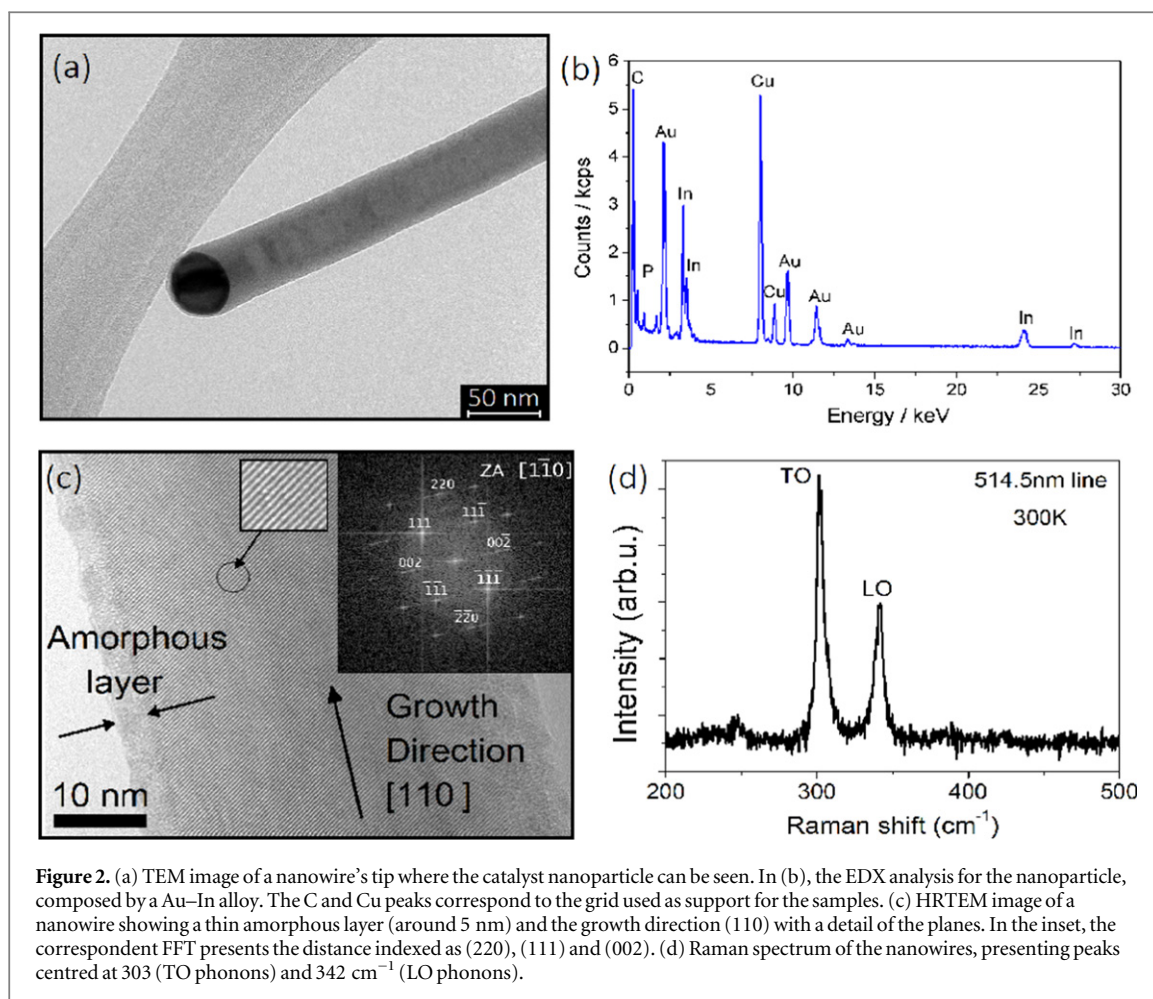 (a)
50 nm
(b)
6
5
4
3
2
1
0
Counts / kcps
C
P
Au
In
In
Cu
Cu
Au
Au
Au
In
In
0
5
10
15
20
25
30
Energy / keV
(c)
ZA [11̅0]
220
111
111̅
002̅
002
1̅1̅1
1̅1̅1̅
2̅2̅0
Amorphous
layer
Growth
Direction
[110]
10 nm
(d)
TO
LO
514.5nm line
300K
Intensity (arb.u.)
200
300
400
500
Raman shift (cm⁻¹)
Figure 2. (a) TEM image of a nanowire's tip where the catalyst nanoparticle can be seen. In (b), the EDX analysis for the nanoparticle,
composed by a Au–In alloy. The C and Cu peaks correspond to the grid used as support for the samples. (c) HRTEM image of a
nanowire showing a thin amorphous layer (around 5 nm) and the growth direction (110) with a detail of the planes. In the inset, the
correspondent FFT presents the distance indexed as (220), (111) and (002). (d) Raman spectrum of the nanowires, presenting peaks
centred at 303 (TO phonons) and 342 cm⁻¹ (LO phonons).